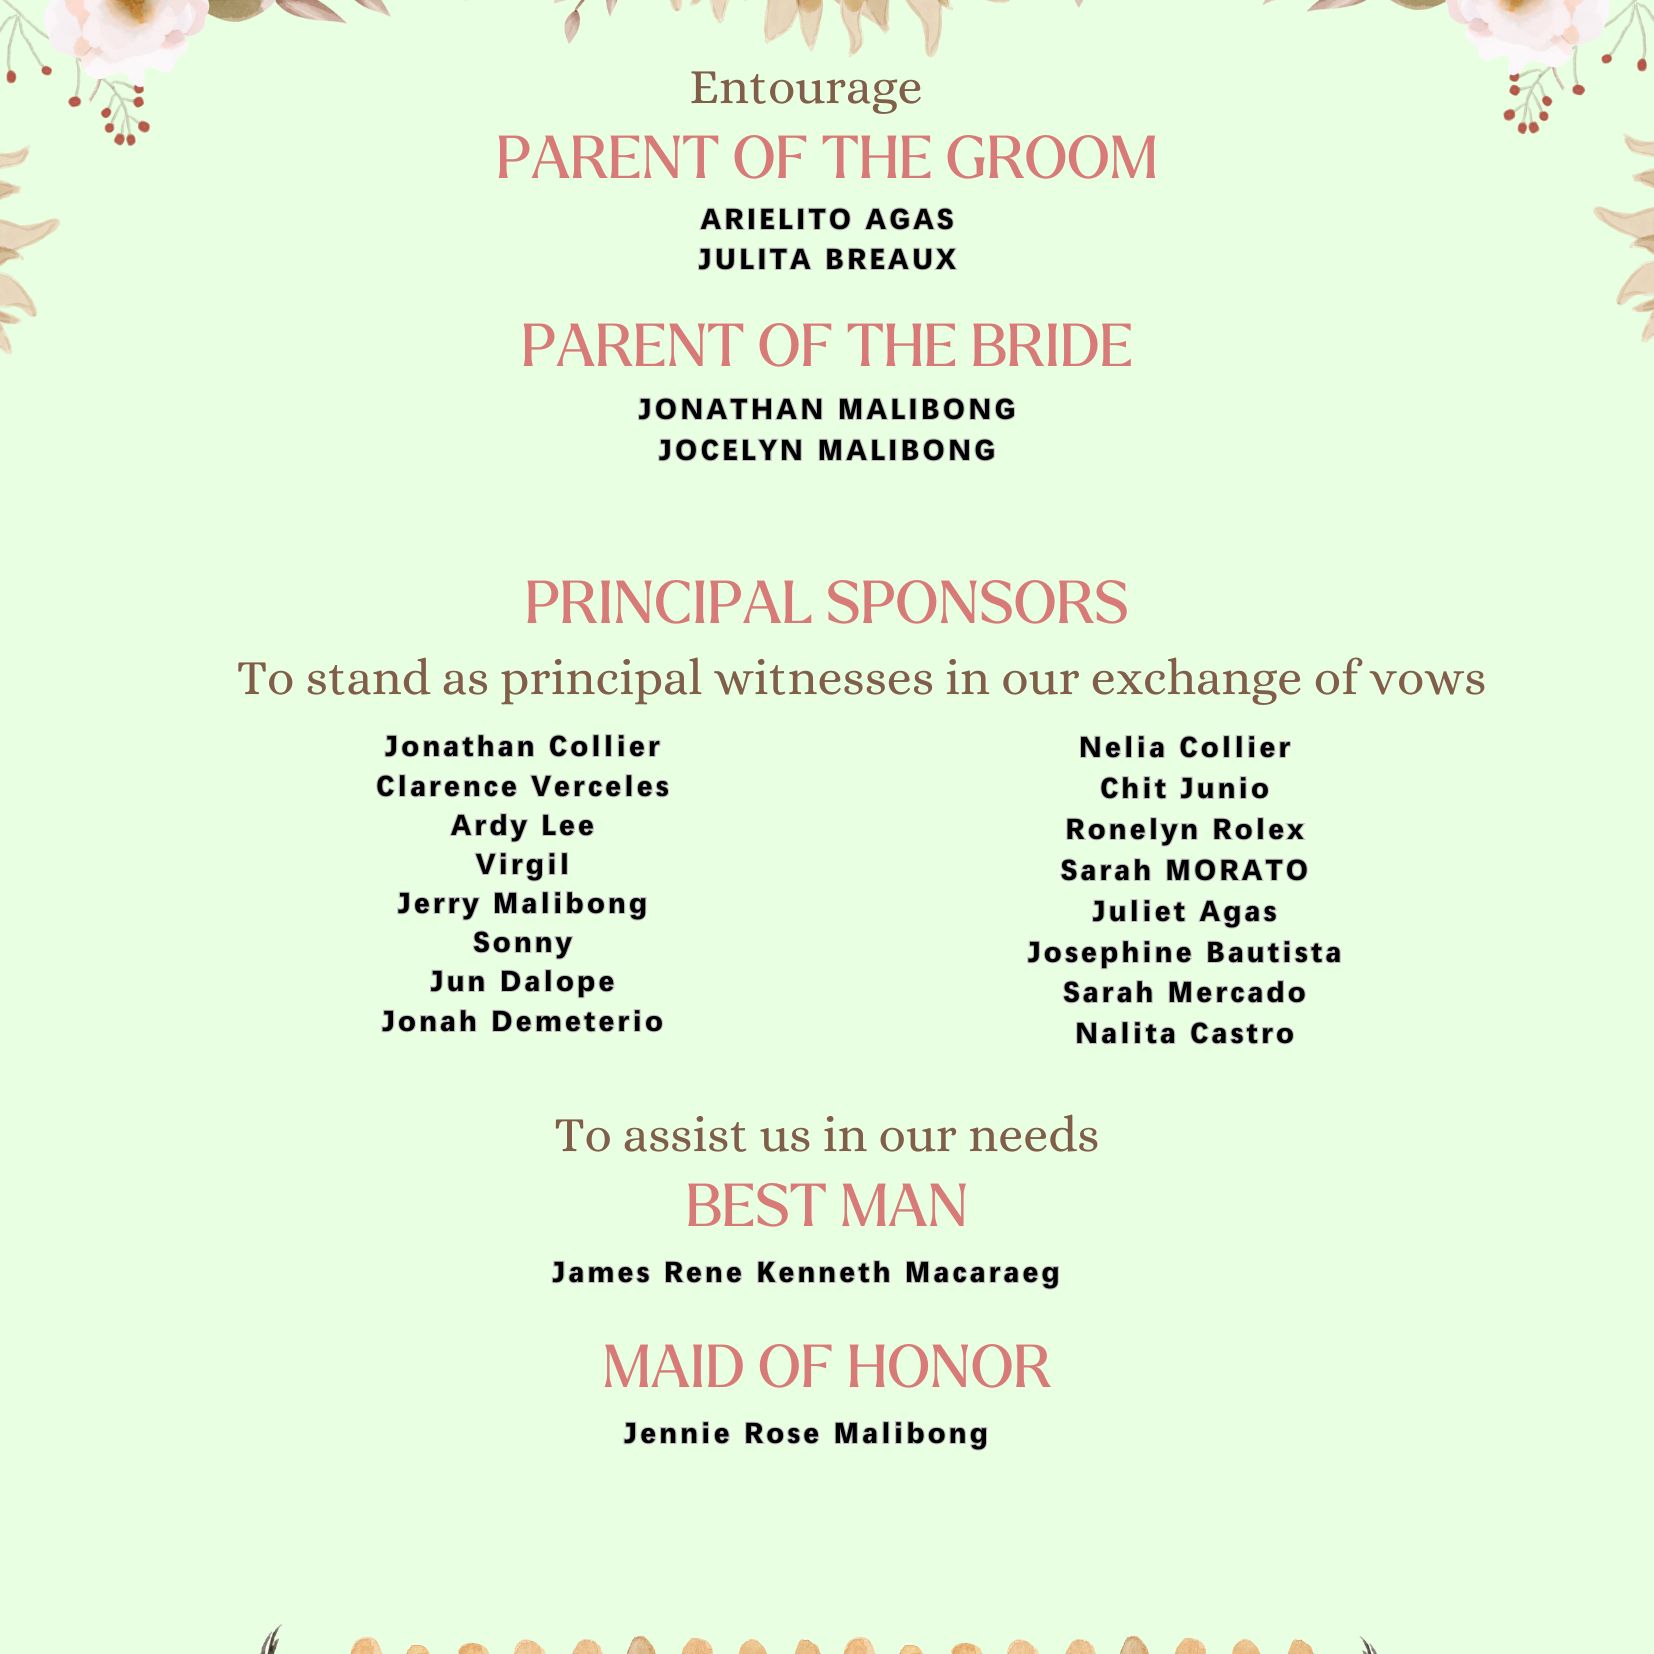 Entourage
PARENT OF THE GROOM
ARIELITO AGAS
JULITA BREAUX
PARENT OF THE BRIDE
JONATHAN MALIBONG
JOCELYN MALIBONG
PRINCIPAL SPONSORS
To stand as principal witnesses in our exchange of vows
Jonathan Collier
Clarence Verceles
Ardy Lee
Virgil
Jerry Malibong
Sonny
Jun Dalope
Jonah Demeterio
Nelia Collier
Chit Junio
Ronelyn Rolex
Sarah MORATO
Juliet Agas
Josephine Bautista
Sarah Mercado
Nalita Castro
To assist us in our needs
BEST MAN
James Rene Kenneth Macaraeg
MAID OF HONOR
Jennie Rose Malibong